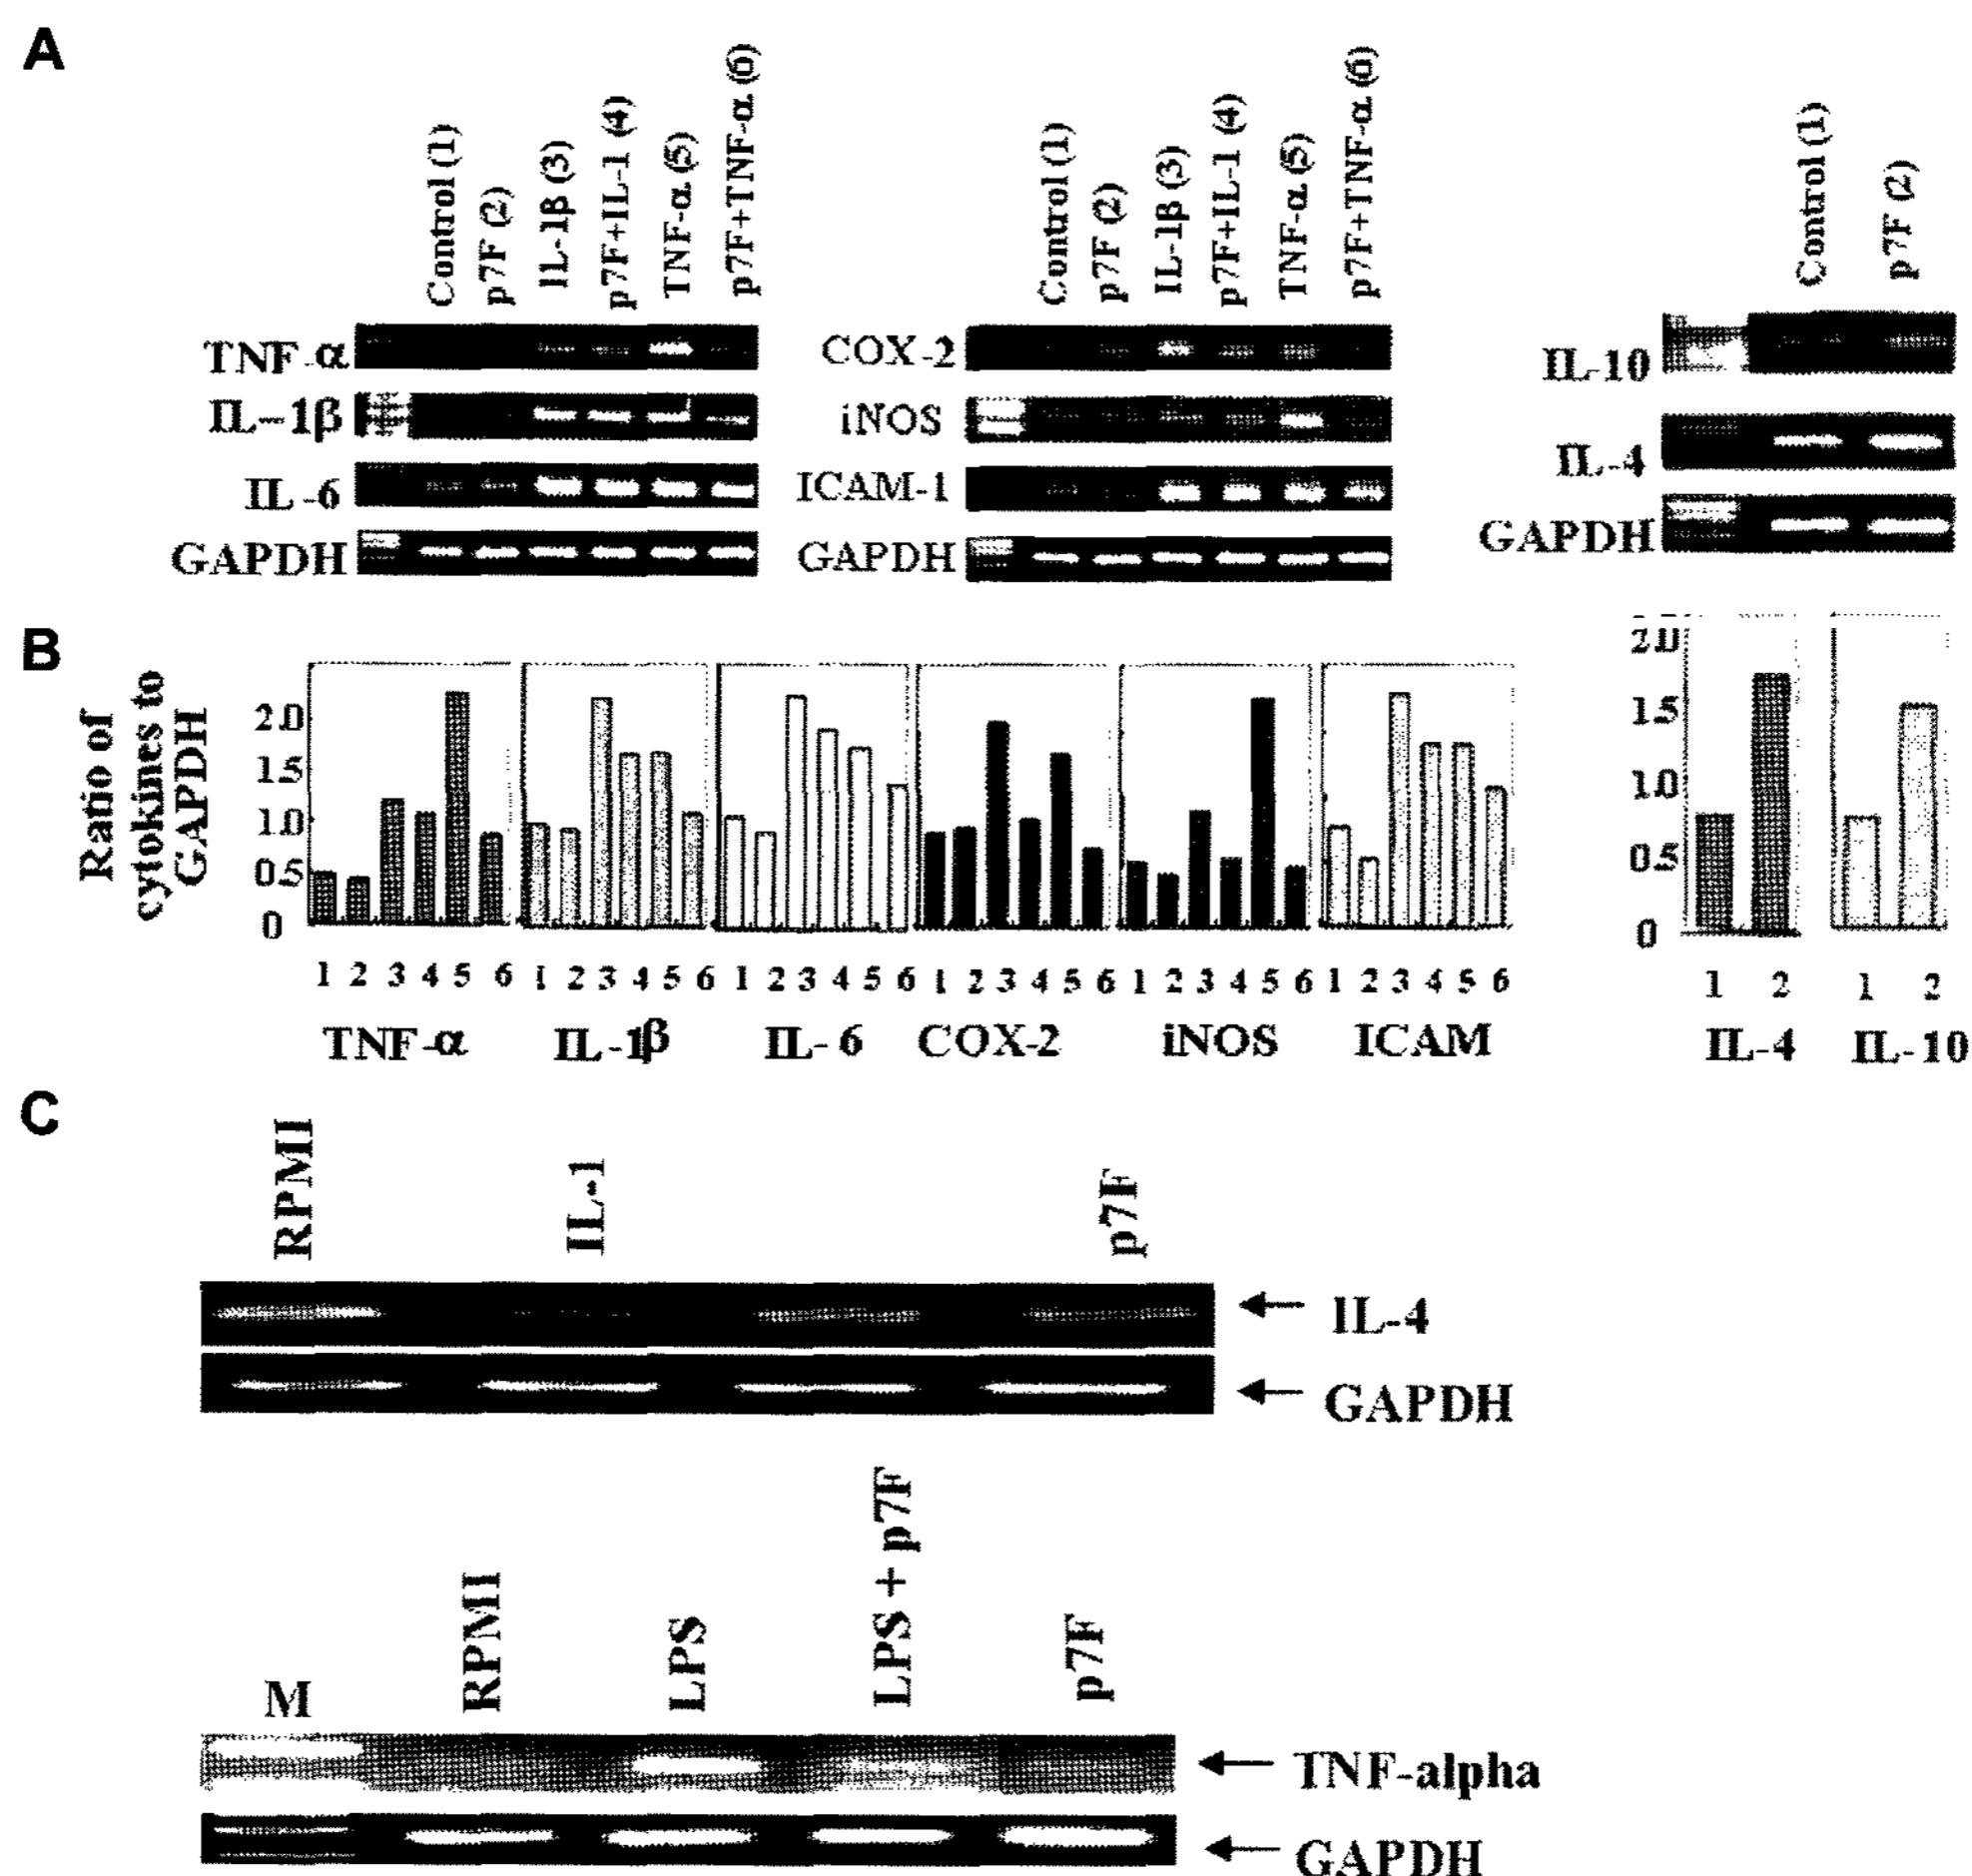 A
Control (1)
p7F (2)
IL-1β (3)
p7F+IL-1 (4)
TNF-α (5)
p7F+TNF-α (6)
TNF-α
IL-1β
IL-6
GAPDH
Control (1)
p7F (2)
IL-1β (3)
p7F+IL-1 (4)
TNF-α (5)
p7F+TNF-α (6)
COX-2
iNOS
ICAM-1
GAPDH
Control (1)
p7F (2)
IL-10
IL-4
GAPDH
B
Ratio of
cytokines to
GAPDH
2.0
1.5
1.0
0.5
0
1 2 3 4 5 6 1 2 3 4 5 6 1 2 3 4 5 6 1 2 3 4 5 6 1 2 3 4 5 6 1 2 3 4 5 6
TNF-α IL-1β IL-6 COX-2 iNOS ICAM
2.0
1.5
1.0
0.5
0
1 2 1 2
IL-4 IL-10
C
RPMI
IL-1
p7F
IL-4
GAPDH
M
RPMI
LPS
LPS + p7F
p7F
TNF-alpha
GAPDH